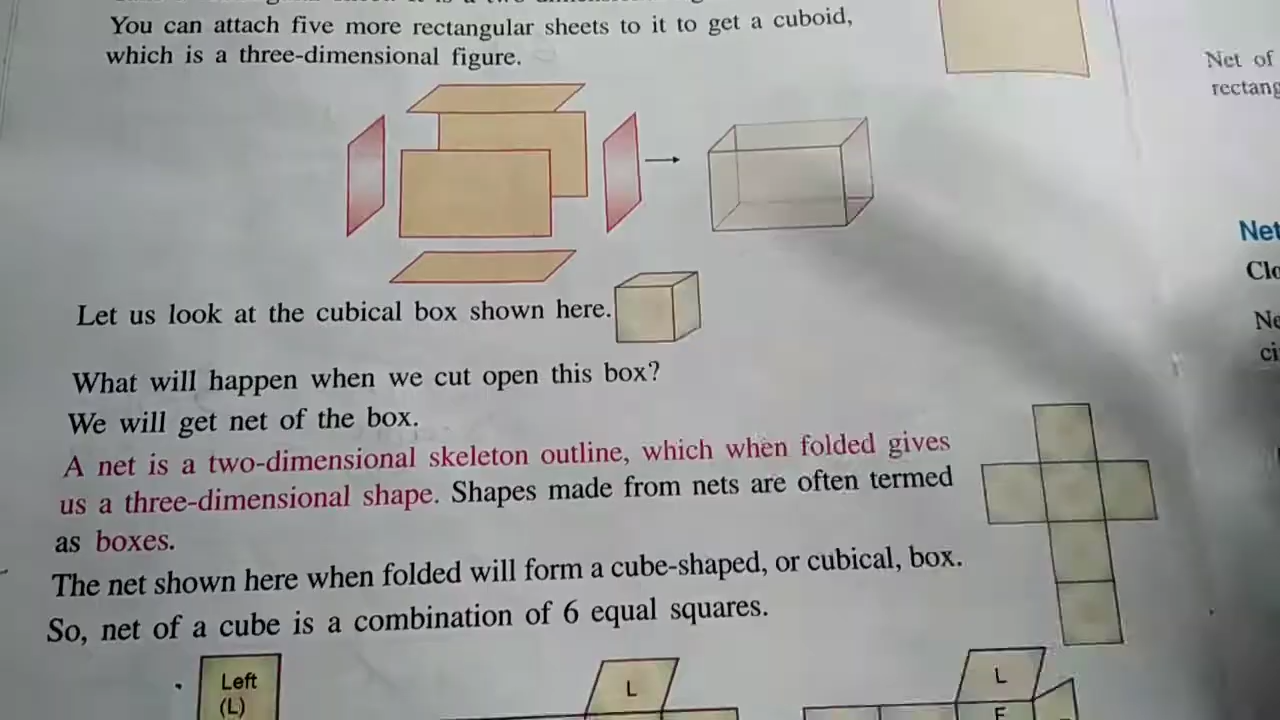 You can attach five more rectangular sheets to it to get a cuboid,
which is a three-dimensional figure.
Let us look at the cubical box shown here.
What will happen when we cut open this box?
We will get net of the box.
A net is a two-dimensional skeleton outline, which when folded gives
us a three-dimensional shape. Shapes made from nets are often termed
as boxes.
The net shown here when folded will form a cube-shaped, or cubical, box.
So, net of a cube is a combination of 6 equal squares.
Left
(L)
L
L
F
Net of
Net